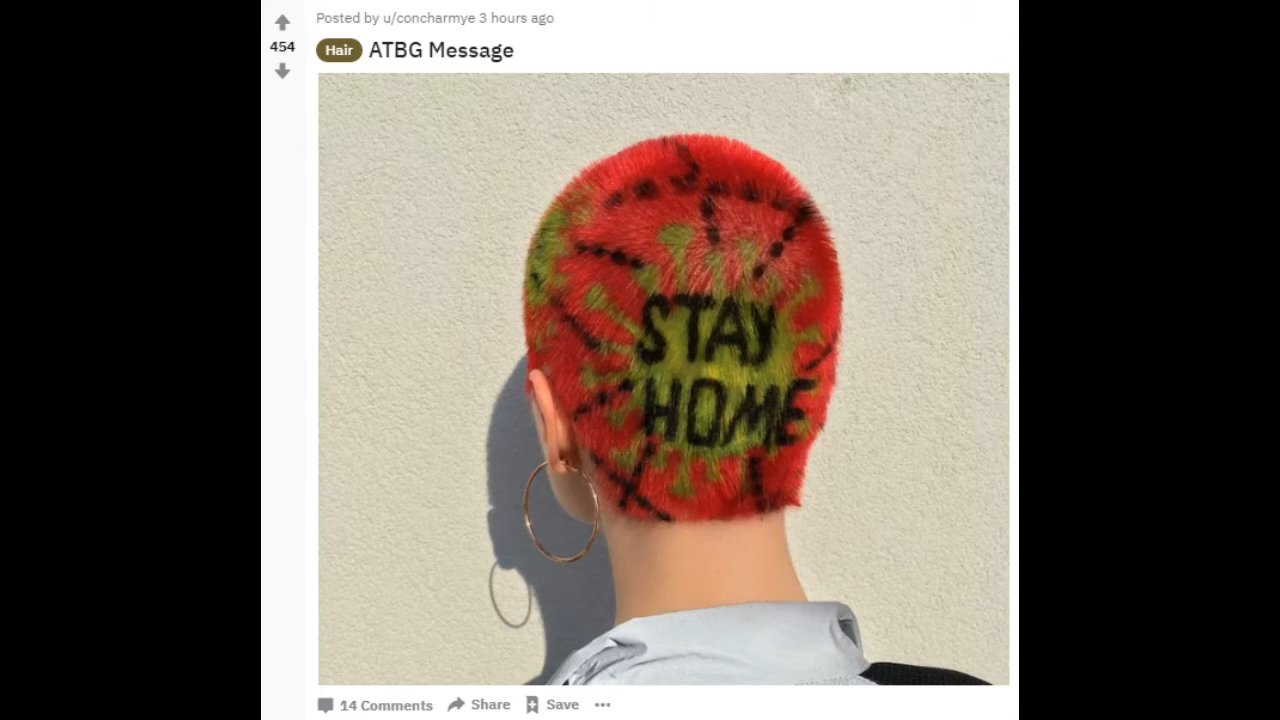 Posted by u/concharmye 3 hours ago
454
Hair ATBG Message
STAY
HOME
14 Comments Share Save